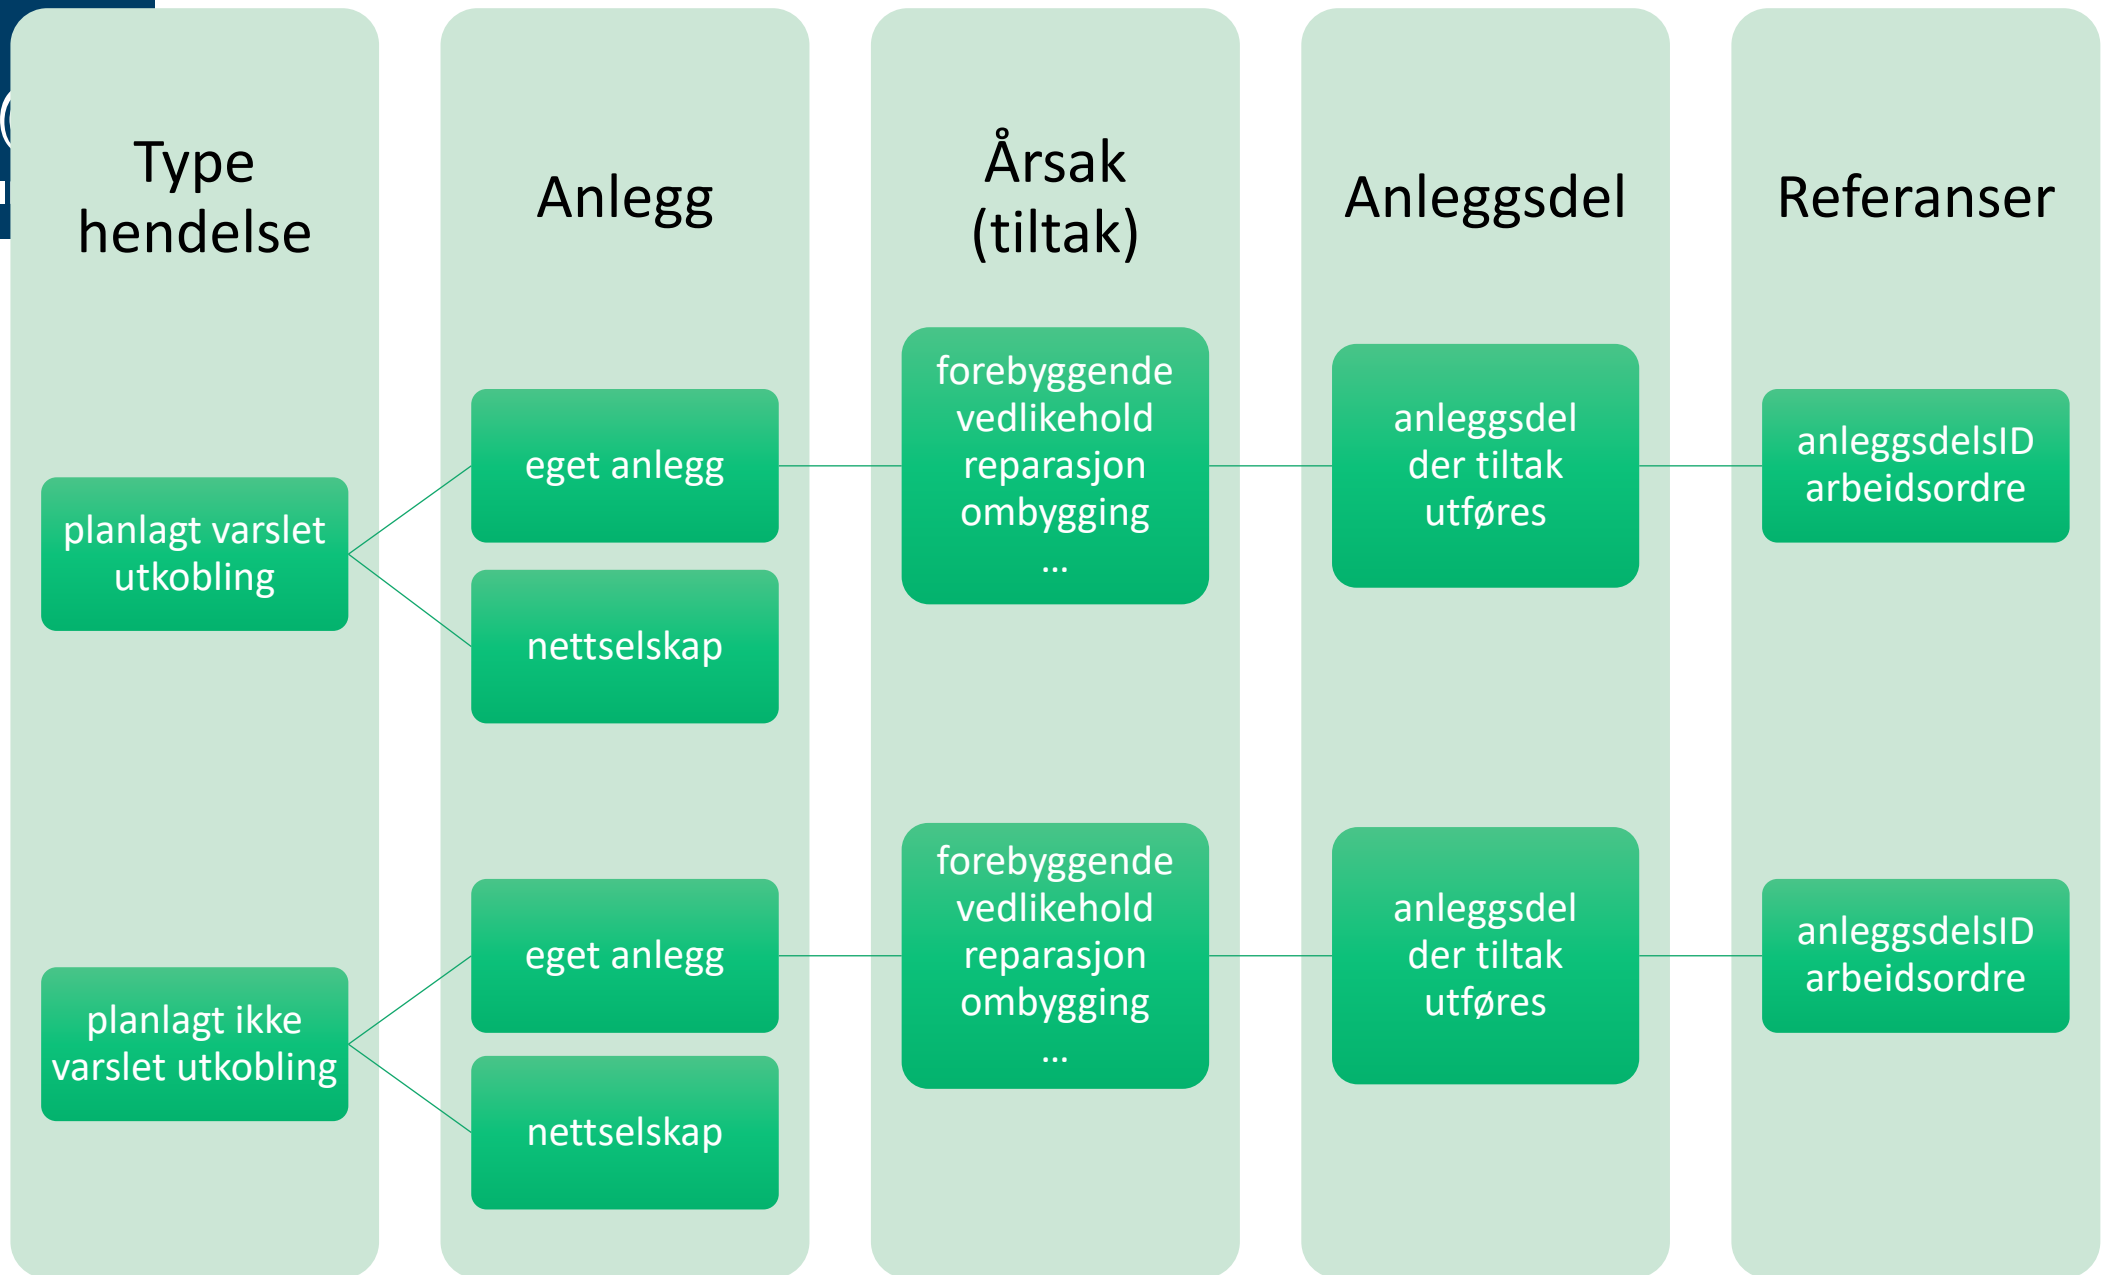 Type
hendelse
Anlegg
Årsak
(tiltak)
Anleggsdel
Referanser
planlagt varslet
utkobling
eget anlegg
nettselskap
forebyggende
vedlikehold
reparasjon
ombygging
...
anleggsdel
der tiltak
utføres
anleggsdelsID
arbeidsordre
planlagt ikke
varslet utkobling
eget anlegg
nettselskap
forebyggende
vedlikehold
reparasjon
ombygging
...
anleggsdel
der tiltak
utføres
anleggsdelsID
arbeidsordre